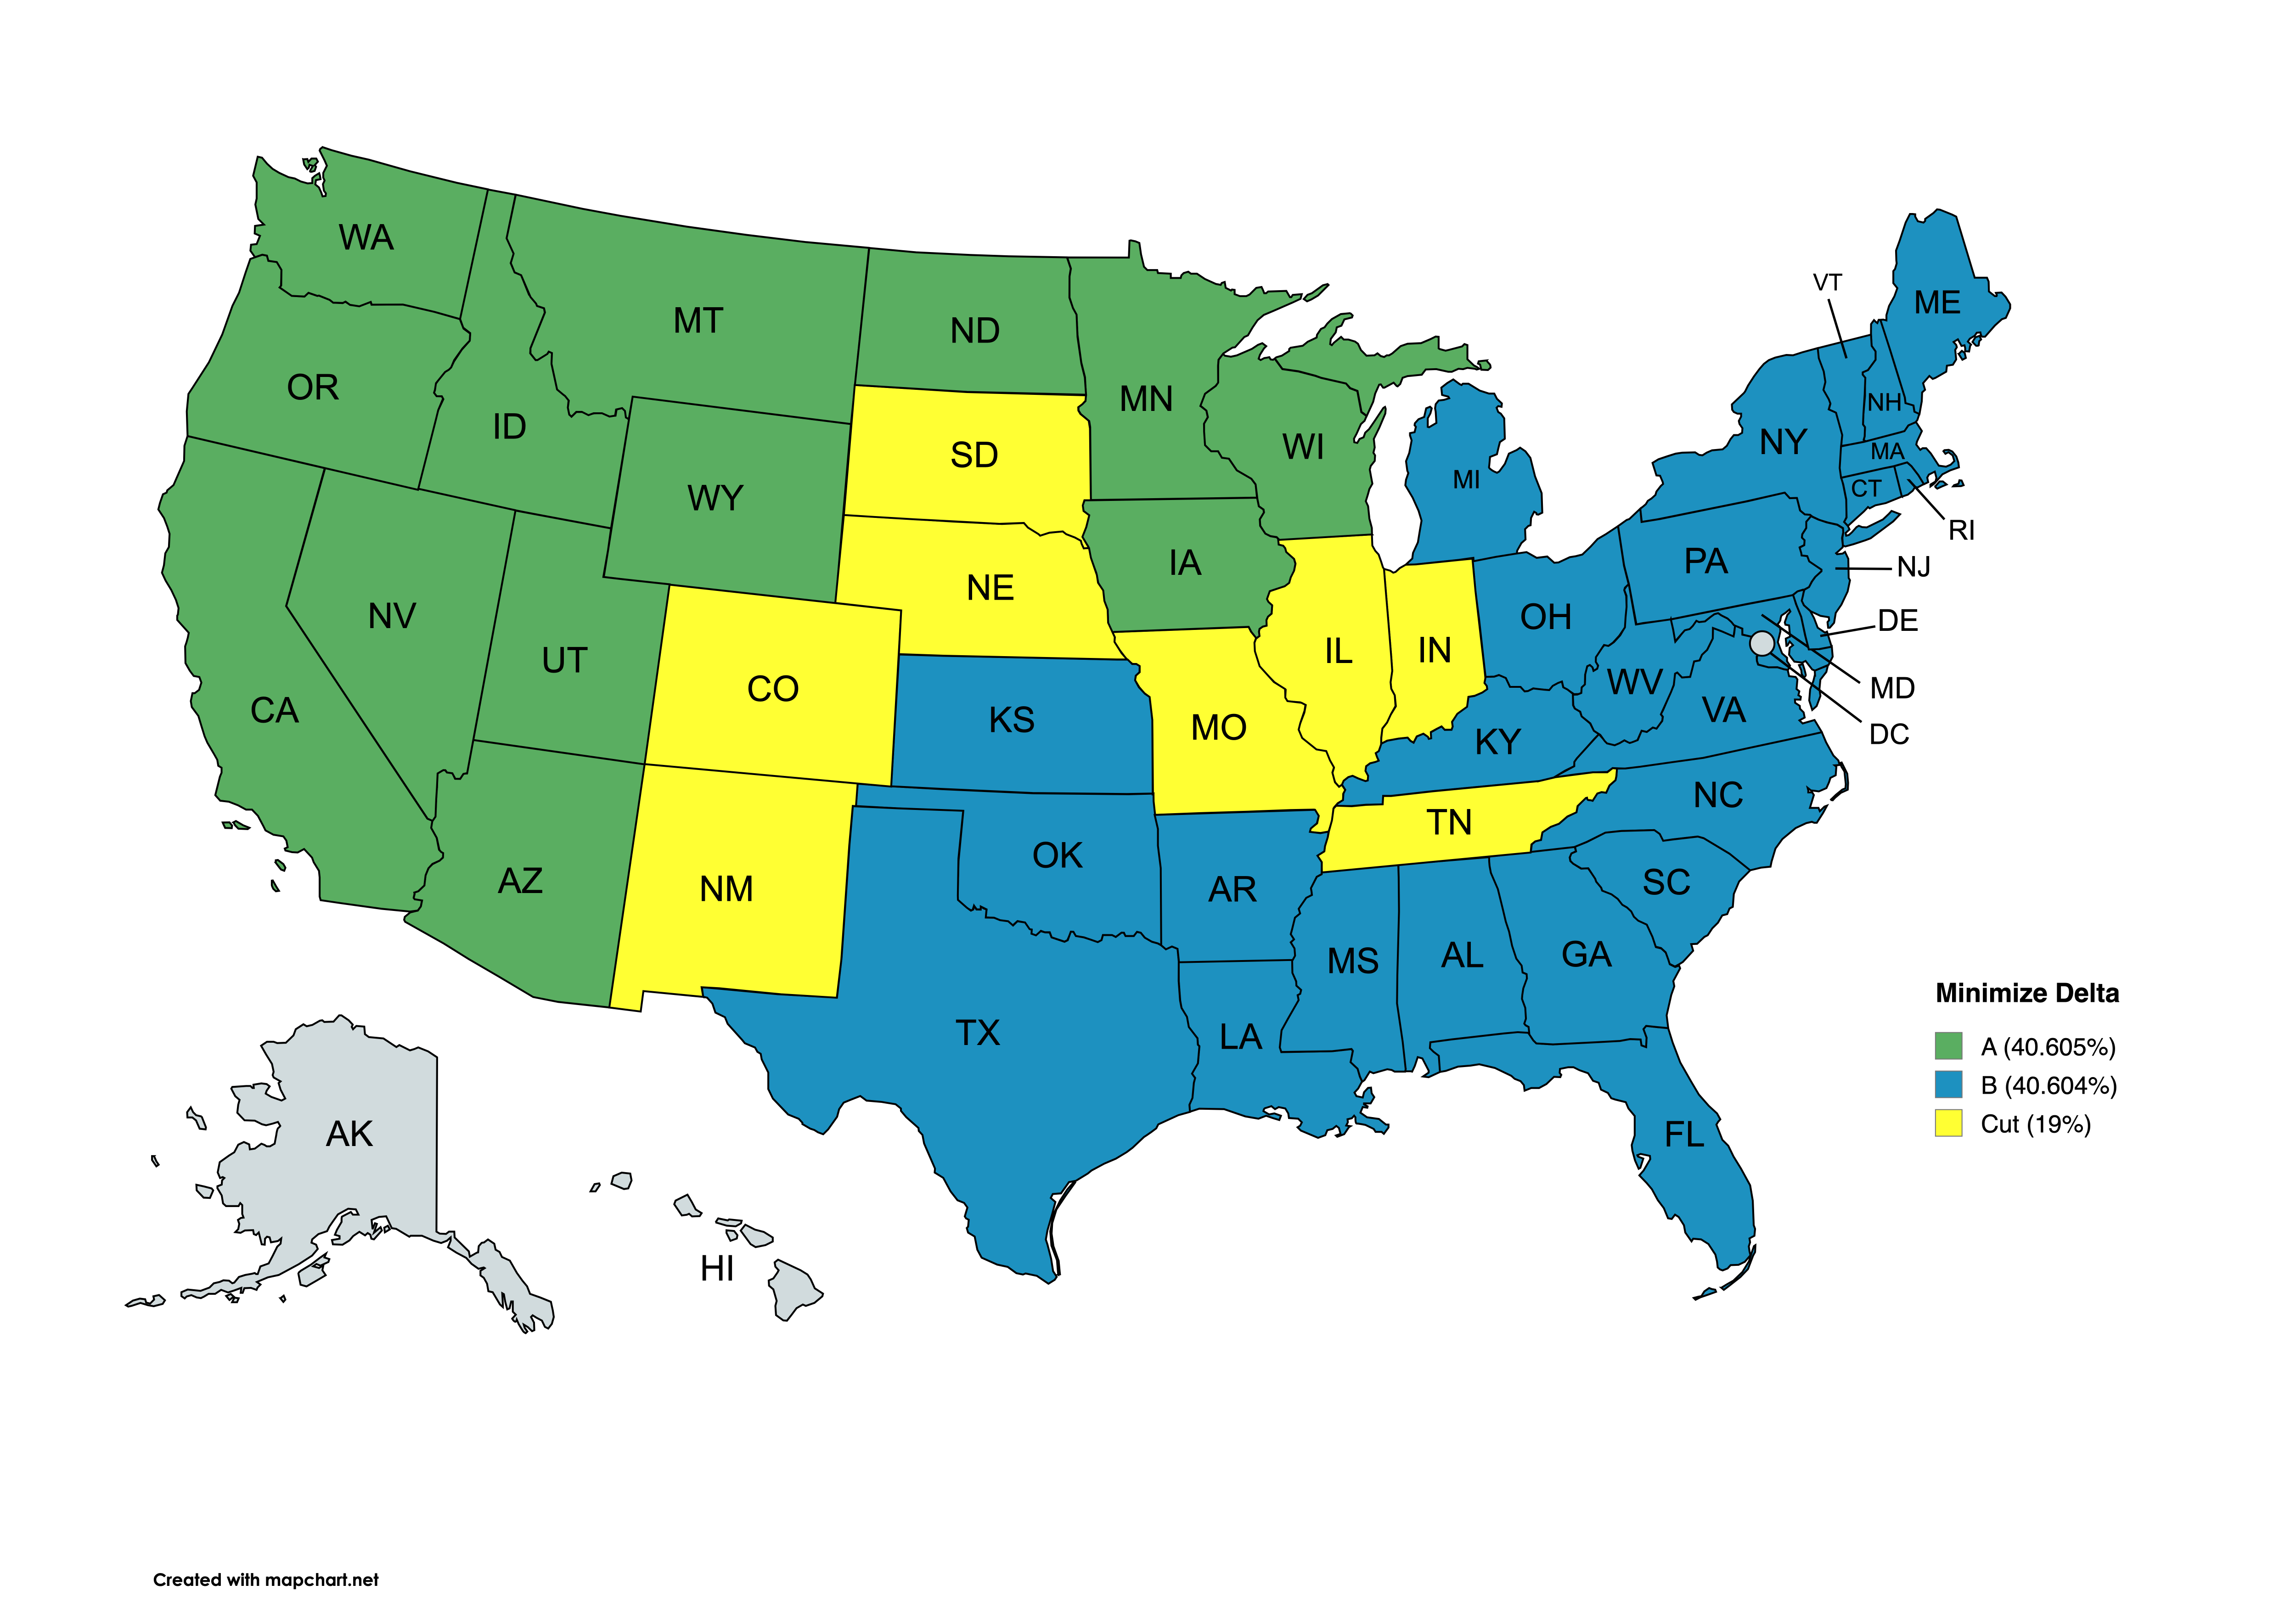 WA
MT
ND
MN
OR
ID
SD
WI
MI
WY
NE
IA
NV
UT
CO
KS
MO
IL
IN
OH
PA
NY
VT
ME
NH
MA
CT
RI
NJ
DE
MD
DC
CA
WV
VA
KY
AZ
NM
OK
AR
TN
NC
SC
TX
LA
MS
AL
GA
FL
AK
HI
Minimize Delta
A (40.605%)
B (40.604%)
Cut (19%)
Created with mapchart.net